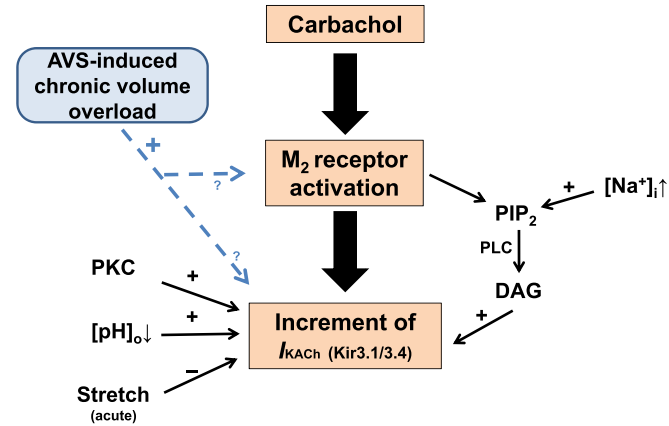 Carbachol
AVS-induced
chronic volume
overload
+
M₂ receptor
activation
?
PIP₂
+
[Na⁺]ᵢ↑
PLC
?
PKC
+
DAG
[pH]ₒ↓
+
Increment of
I_KACh (Kir3.1/3.4)
+
−
Stretch
(acute)